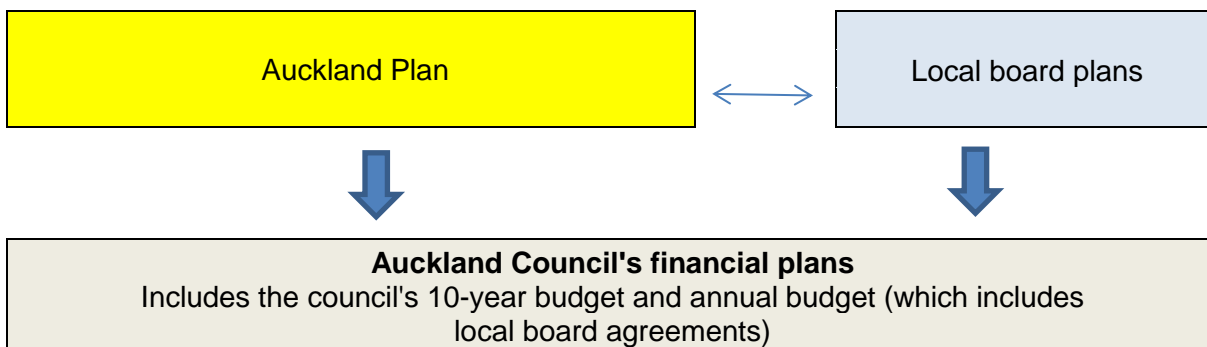 Auckland Plan
Local board plans
Auckland Council's financial plans
Includes the council's 10-year budget and annual budget (which includes
local board agreements)